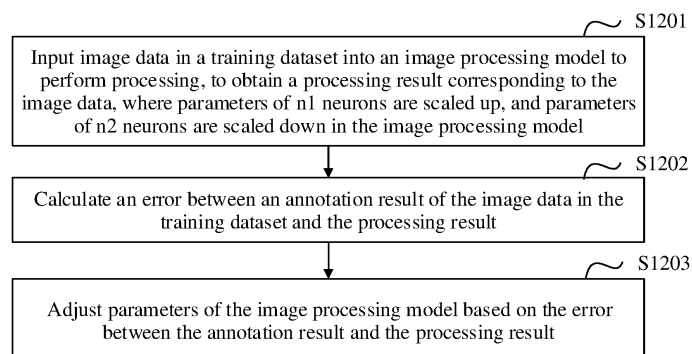 S1201
Input image data in a training dataset into an image processing model to
perform processing, to obtain a processing result corresponding to the
image data, where parameters of n1 neurons are scaled up, and parameters
of n2 neurons are scaled down in the image processing model
S1202
Calculate an error between an annotation result of the image data in the
training dataset and the processing result
S1203
Adjust parameters of the image processing model based on the error
between the annotation result and the processing result